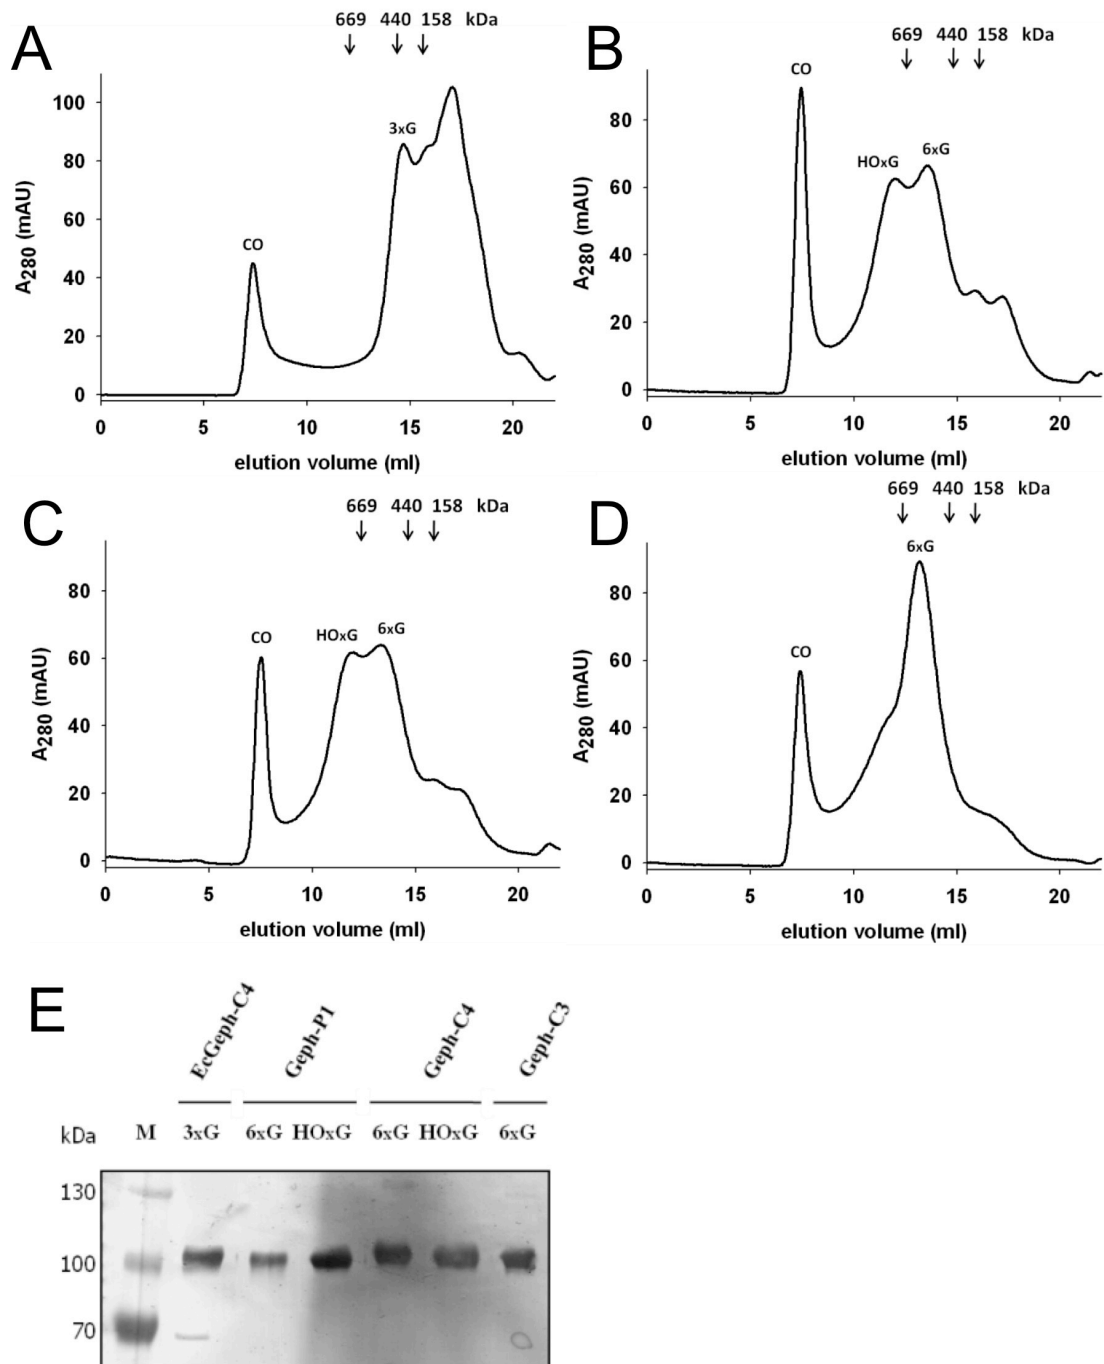 A
669 440 158 kDa
3xG
CO
100
80
60
40
20
0
A280 (mAU)
0 5 10 15 20
elution volume (ml)
B
669 440 158 kDa
CO
HOxG
6xG
80
60
40
20
0
A280 (mAU)
0 5 10 15 20
elution volume (ml)
C
669 440 158 kDa
CO
HOxG
6xG
80
60
40
20
0
A280 (mAU)
0 5 10 15 20
elution volume (ml)
D
669 440 158 kDa
6xG
CO
80
60
40
20
0
A280 (mAU)
0 5 10 15 20
elution volume (ml)
E
EcGeph-C4
Geph-P1
Geph-C4
Geph-C3
kDa M 3xG 6xG HOxG 6xG HOxG 6xG
130
100
70